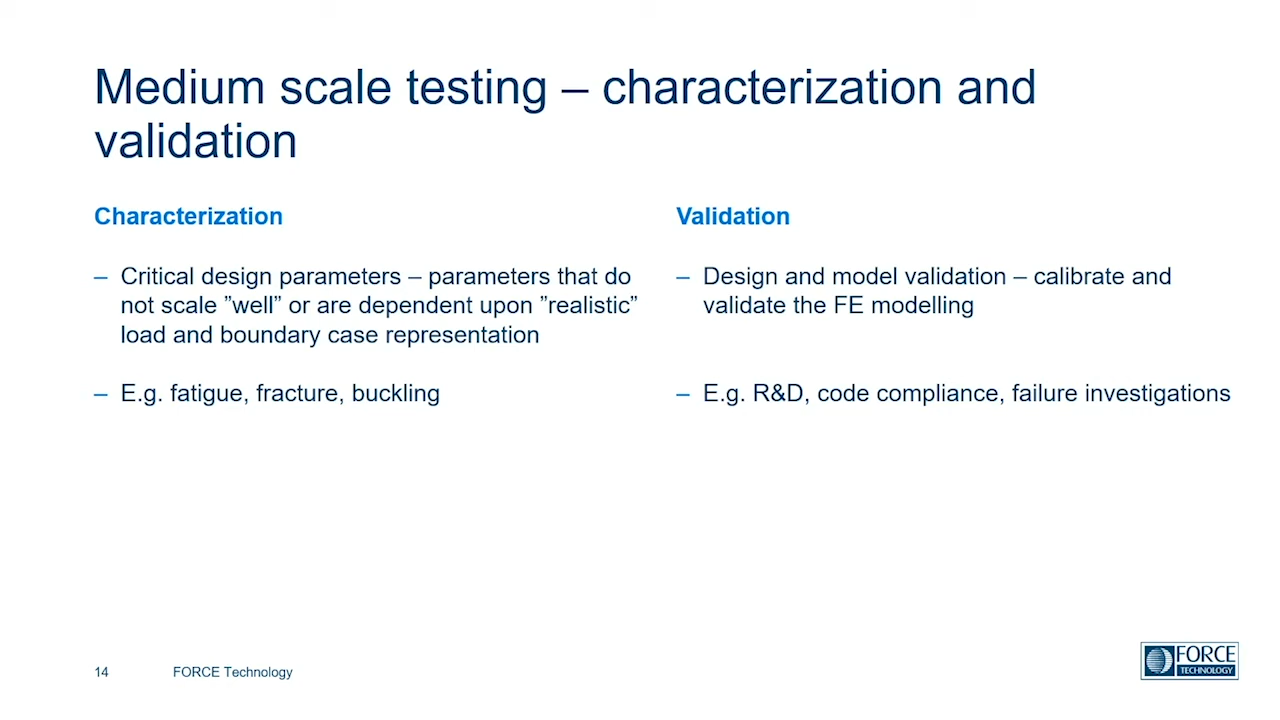 Medium scale testing – characterization and
validation
Characterization
– Critical design parameters – parameters that do
not scale ”well” or are dependent upon ”realistic”
load and boundary case representation
– E.g. fatigue, fracture, buckling
Validation
– Design and model validation – calibrate and
validate the FE modelling
– E.g. R&D, code compliance, failure investigations
14
FORCE Technology
FORCE
TECHNOLOGY